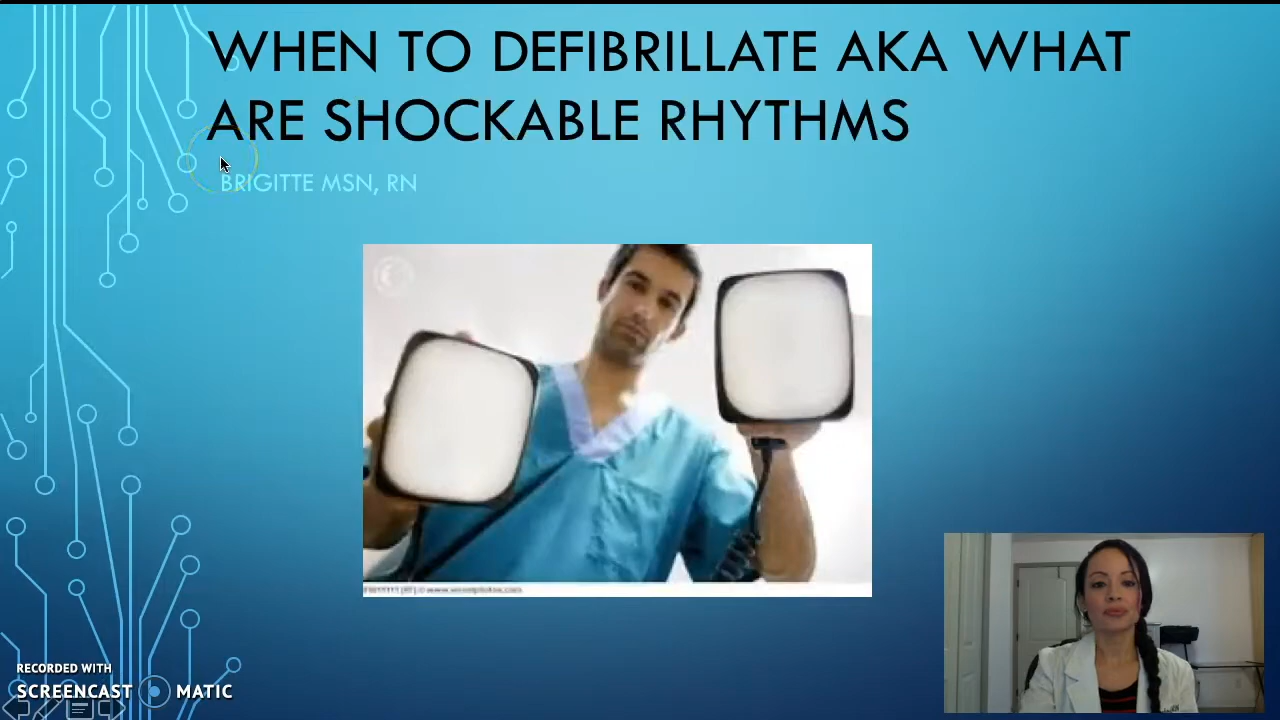 WHEN TO DEFIBRILLATE AKA WHAT
ARE SHOCKABLE RHYTHMS
BRIGITTE MSN, RN
RECORDED WITH
SCREENCAST MATIC